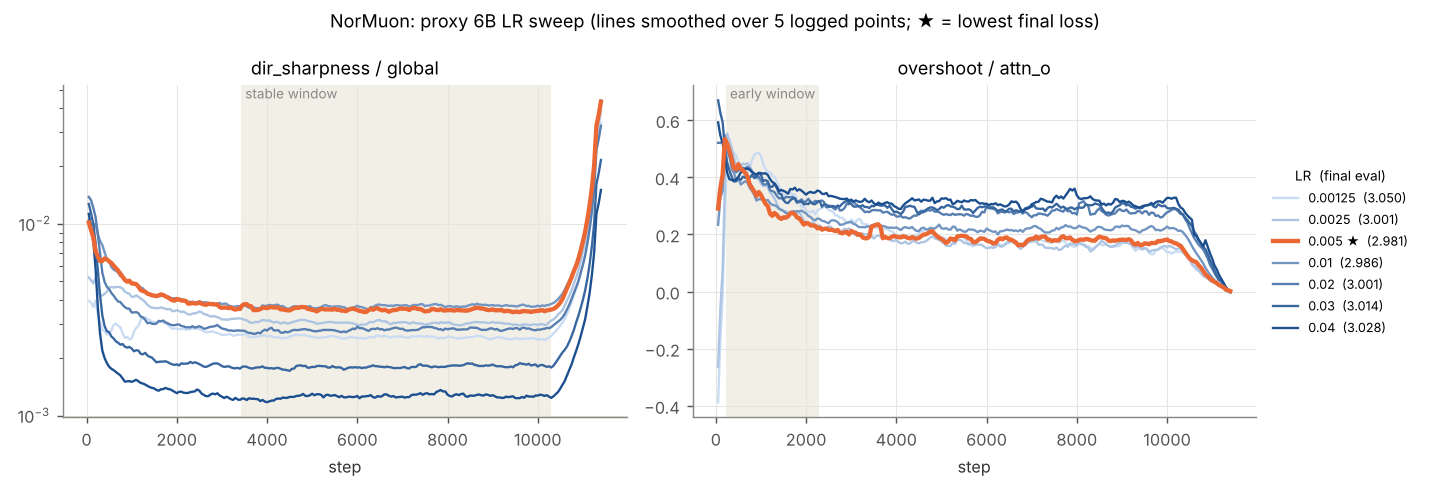 NorMuon: proxy 6B LR sweep (lines smoothed over 5 logged points; ★ = lowest final loss)
dir_sharpness / global
stable window
10⁻²
10⁻³
0 2000 4000 6000 8000 10000
step
overshoot / attn_o
early window
0.6
0.4
0.2
0.0
−0.2
−0.4
0 2000 4000 6000 8000 10000
step
LR (final eval)
0.00125 (3.050)
0.0025 (3.001)
0.005 ★ (2.981)
0.01 (2.986)
0.02 (3.001)
0.03 (3.014)
0.04 (3.028)